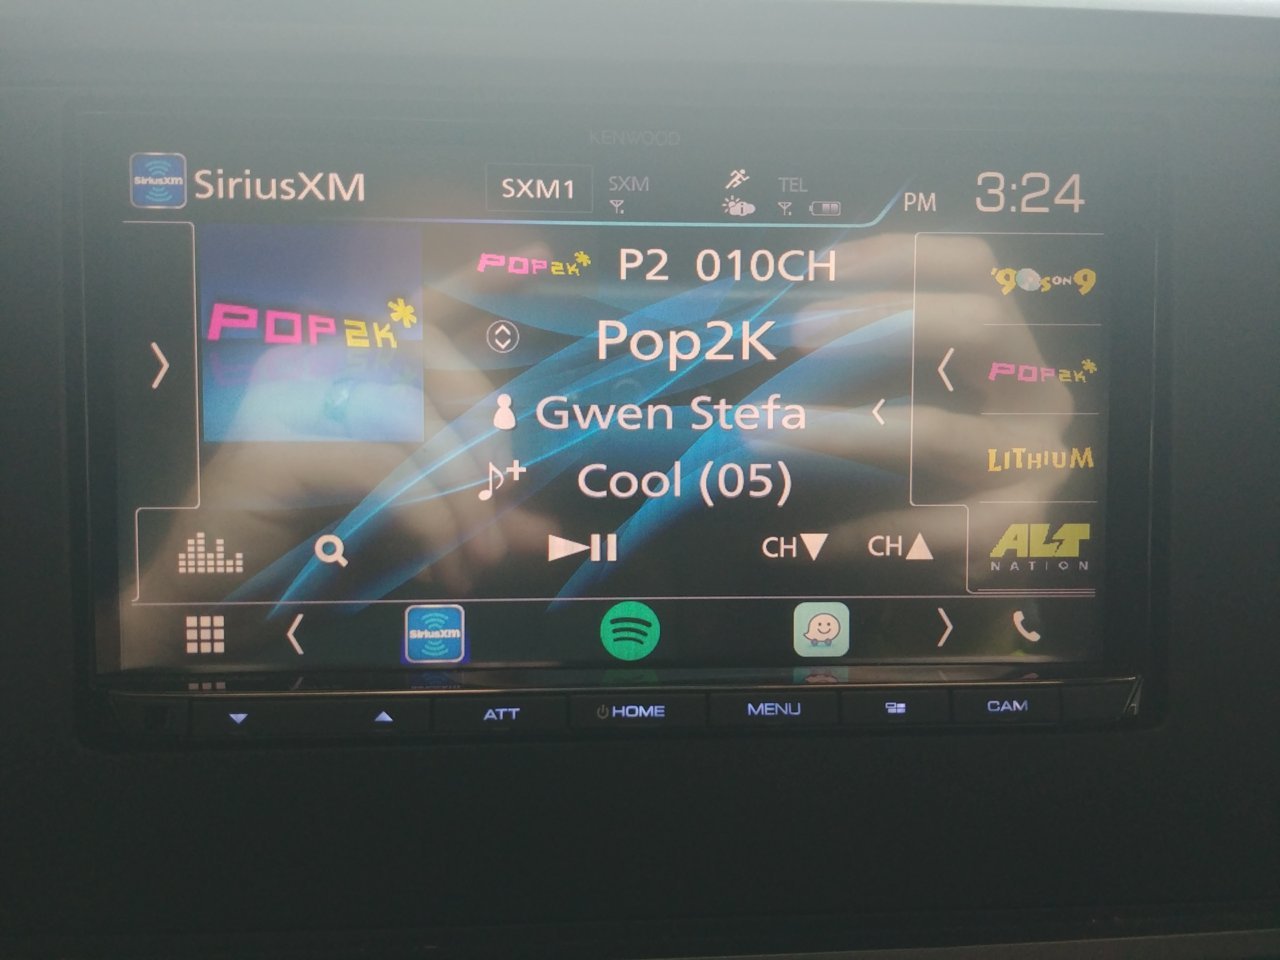 KENWOOD
SiriusXM SiriusXM SXM1 SXM TEL PM 3:24
POP2K* P2 010CH
'90s ON 9
POP2K*
Pop2K
POP2K*
Gwen Stefa
LiTHiUM
Cool (05)
CH CH
ALT
NATION
SiriusXM
ATT HOME MENU CAM